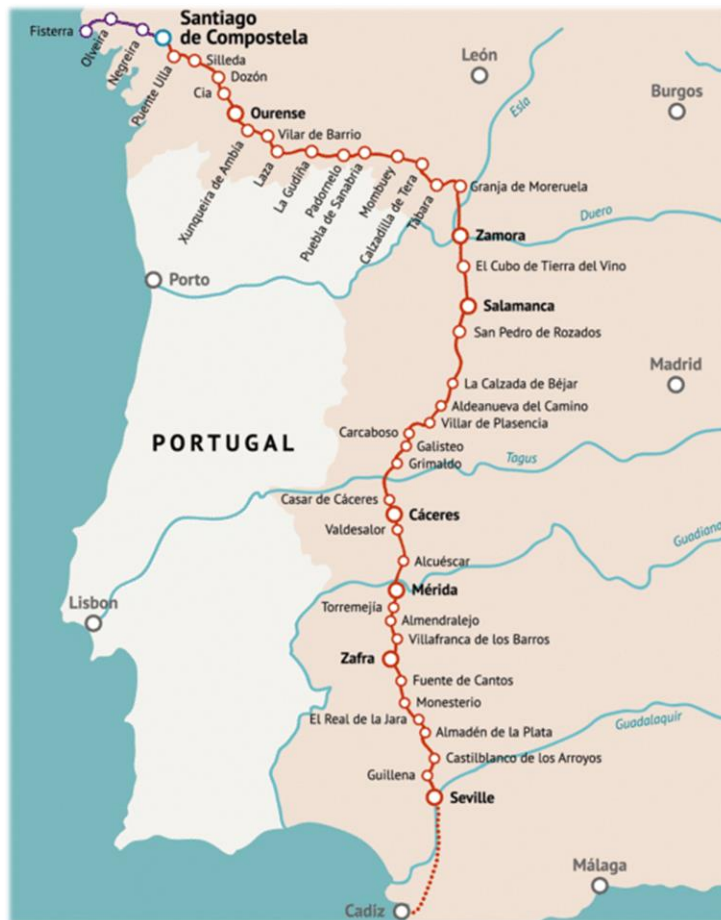 Fisterra
Olveira
Negreira
Santiago
de Compostela
Puente Ulla
Silleda
Dozón
Cia
Ourense
León
Burgos
Esla
Vilar de Barrio
Xunqueira de Ambía
Laza
La Gudiña
Padornelo
Puebla de Sanabria
Mombuey
Calzadilla de Tera
Tábara
Granja de Moreruela
Duero
Zamora
El Cubo de Tierra del Vino
Porto
Salamanca
San Pedro de Rozados
Madrid
La Calzada de Béjar
Aldeanueva del Camino
Villar de Plasencia
Carcaboso
PORTUGAL
Galisteo
Grimaldo
Tagus
Casar de Cáceres
Cáceres
Valdesalor
Guadiana
Alcuéscar
Mérida
Lisbon
Torremejía
Almendralejo
Villafranca de los Barros
Zafra
Fuente de Cantos
Monesterio
El Real de la Jara
Almadén de la Plata
Guadalaquir
Castilblanco de los Arroyos
Guillena
Seville
Málaga
Cadiz